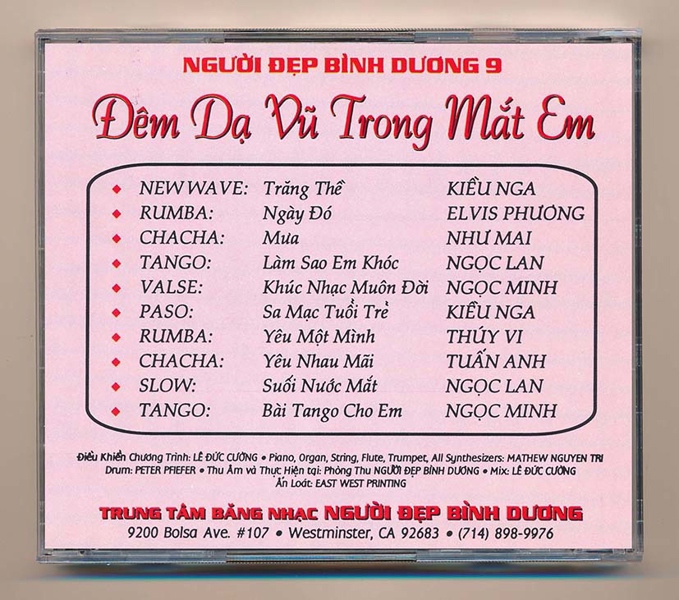 NGƯỜI ĐẸP BÌNH DƯƠNG 9
Đêm Dạ Vũ Trong Mắt Em
NEW WAVE: Trăng Thề KIỀU NGA
RUMBA: Ngày Đó ELVIS PHƯƠNG
CHACHA: Mưa NHƯ MAI
TANGO: Làm Sao Em Khóc NGỌC LAN
VALSE: Khúc Nhạc Muôn Đời NGỌC MINH
PASO: Sa Mạc Tuổi Trẻ KIỀU NGA
RUMBA: Yêu Một Mình THÚY VI
CHACHA: Yêu Nhau Mãi TUẤN ANH
SLOW: Suối Nước Mắt NGỌC LAN
TANGO: Bài Tango Cho Em NGỌC MINH
Điều Khiển Chương Trình: LÊ ĐỨC CƯỜNG • Piano, Organ, String, Flute, Trumpet, All Synthesizers: MATHEW NGUYEN TRI
Drum: PETER PFIEFER • Thu Âm và Thực Hiện tại: Phòng Thu NGƯỜI ĐẸP BÌNH DƯƠNG • Mix: LÊ ĐỨC CƯỜNG
Ấn Loát: EAST WEST PRINTING
TRUNG TÂM BĂNG NHẠC NGƯỜI ĐẸP BÌNH DƯƠNG
9200 Bolsa Ave. #107 • Westminster, CA 92683 • (714) 898-9976